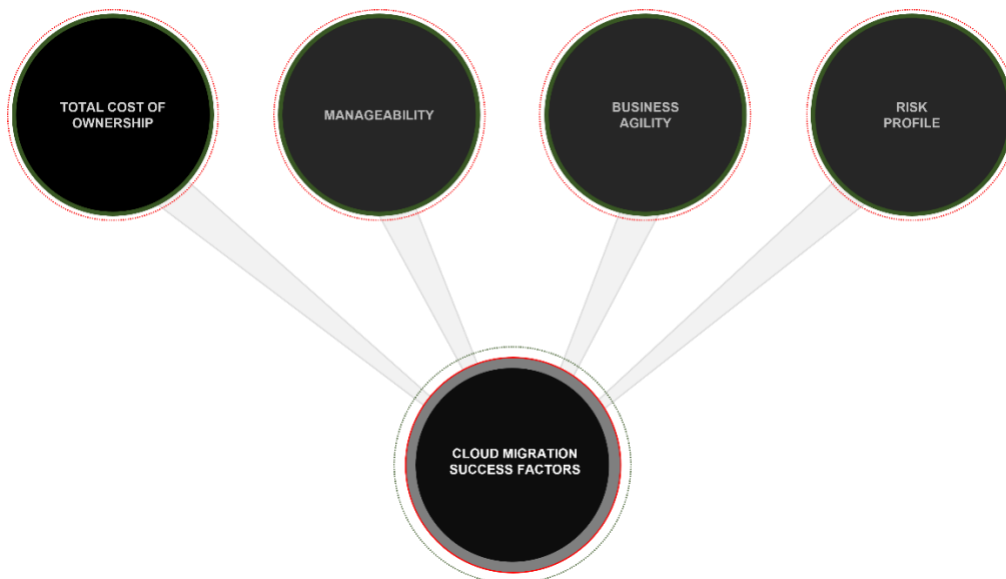 TOTAL COST OF
OWNERSHIP
MANAGEABILITY
BUSINESS
AGILITY
RISK
PROFILE
CLOUD MIGRATION
SUCCESS FACTORS